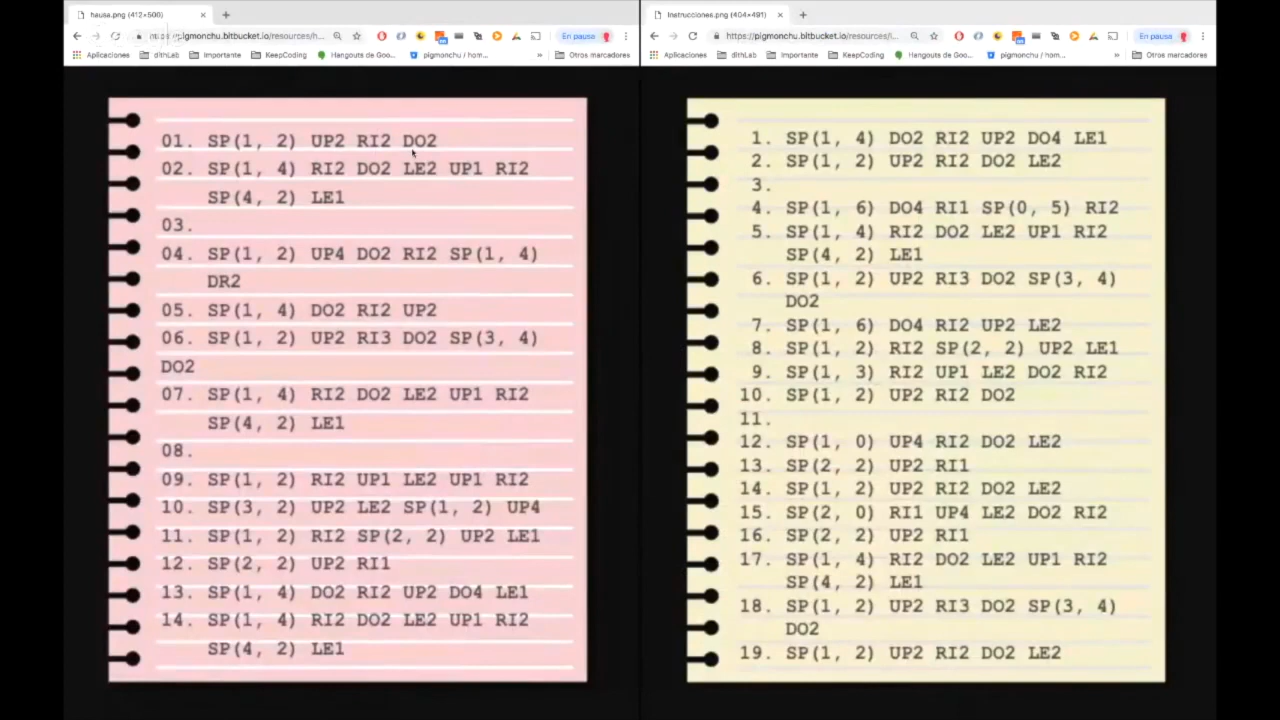 hausa.png (412×500)
https://pigmonchu.bitbucket.io/resources/h...
En pausa
Aplicaciones
dithLab
Importante
KeepCoding
Hangouts de Goo...
pigmonchu / hom...
Otros marcadores
01. SP(1, 2) UP2 RI2 DO2
02. SP(1, 4) RI2 DO2 LE2 UP1 RI2
SP(4, 2) LE1
03.
04. SP(1, 2) UP4 DO2 RI2 SP(1, 4)
DR2
05. SP(1, 4) DO2 RI2 UP2
06. SP(1, 2) UP2 RI3 DO2 SP(3, 4)
DO2
07. SP(1, 4) RI2 DO2 LE2 UP1 RI2
SP(4, 2) LE1
08.
09. SP(1, 2) RI2 UP1 LE2 UP1 RI2
10. SP(3, 2) UP2 LE2 SP(1, 2) UP4
11. SP(1, 2) RI2 SP(2, 2) UP2 LE1
12. SP(2, 2) UP2 RI1
13. SP(1, 4) DO2 RI2 UP2 DO4 LE1
14. SP(1, 4) RI2 DO2 LE2 UP1 RI2
SP(4, 2) LE1
Instrucciones.png (404×491)
https://pigmonchu.bitbucket.io/resources/i...
En pausa
Aplicaciones
dithLab
Importante
KeepCoding
Hangouts de Goo...
pigmonchu / hom...
Otros marcadores
1. SP(1, 4) DO2 RI2 UP2 DO4 LE1
2. SP(1, 2) UP2 RI2 DO2 LE2
3.
4. SP(1, 6) DO4 RI1 SP(0, 5) RI2
5. SP(1, 4) RI2 DO2 LE2 UP1 RI2
SP(4, 2) LE1
6. SP(1, 2) UP2 RI3 DO2 SP(3, 4)
DO2
7. SP(1, 6) DO4 RI2 UP2 LE2
8. SP(1, 2) RI2 SP(2, 2) UP2 LE1
9. SP(1, 3) RI2 UP1 LE2 DO2 RI2
10. SP(1, 2) UP2 RI2 DO2
11.
12. SP(1, 0) UP4 RI2 DO2 LE2
13. SP(2, 2) UP2 RI1
14. SP(1, 2) UP2 RI2 DO2 LE2
15. SP(2, 0) RI1 UP4 LE2 DO2 RI2
16. SP(2, 2) UP2 RI1
17. SP(1, 4) RI2 DO2 LE2 UP1 RI2
SP(4, 2) LE1
18. SP(1, 2) UP2 RI3 DO2 SP(3, 4)
DO2
19. SP(1, 2) UP2 RI2 DO2 LE2